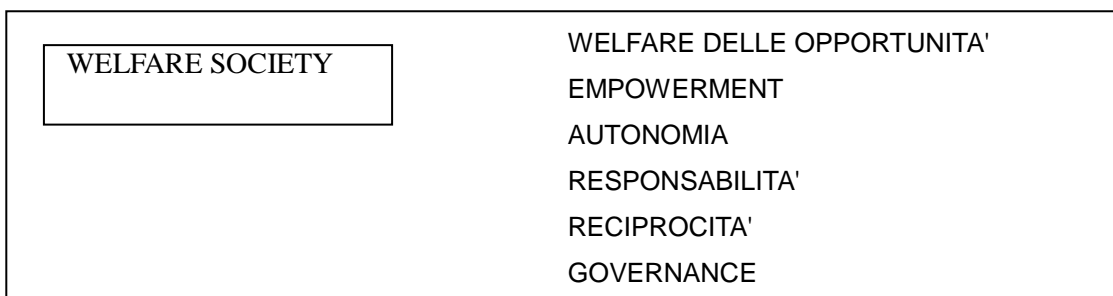 WELFARE SOCIETY
WELFARE DELLE OPPORTUNITA'
EMPOWERMENT
AUTONOMIA
RESPONSABILITA'
RECIPROCITA'
GOVERNANCE